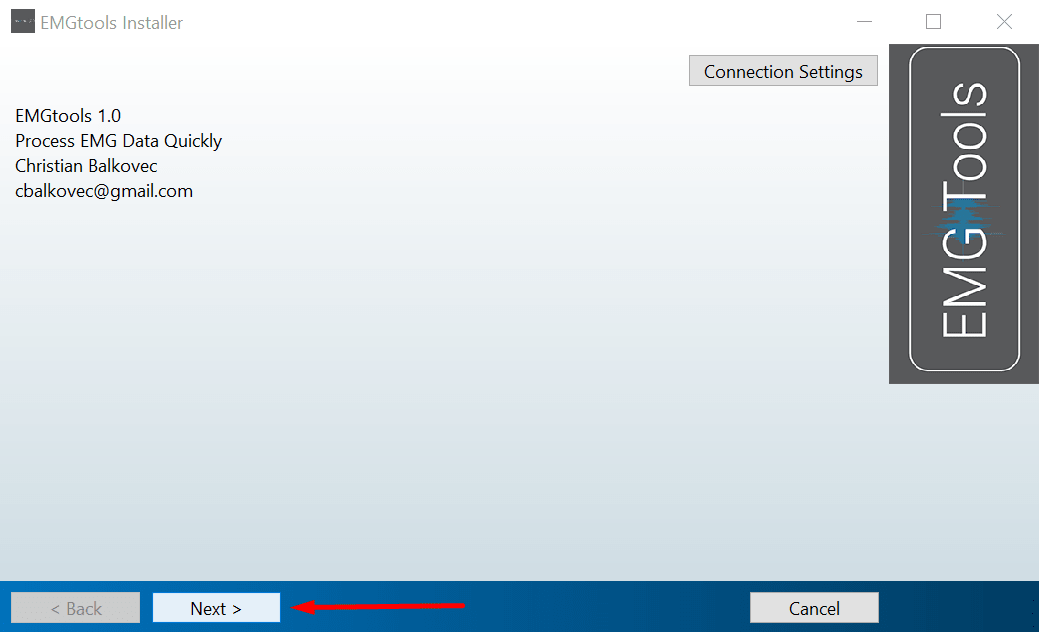 EMGtools Installer
Connection Settings
EMGtools 1.0
Process EMG Data Quickly
Christian Balkovec
cbalkovec@gmail.com
EMGTools
< Back
Next >
Cancel